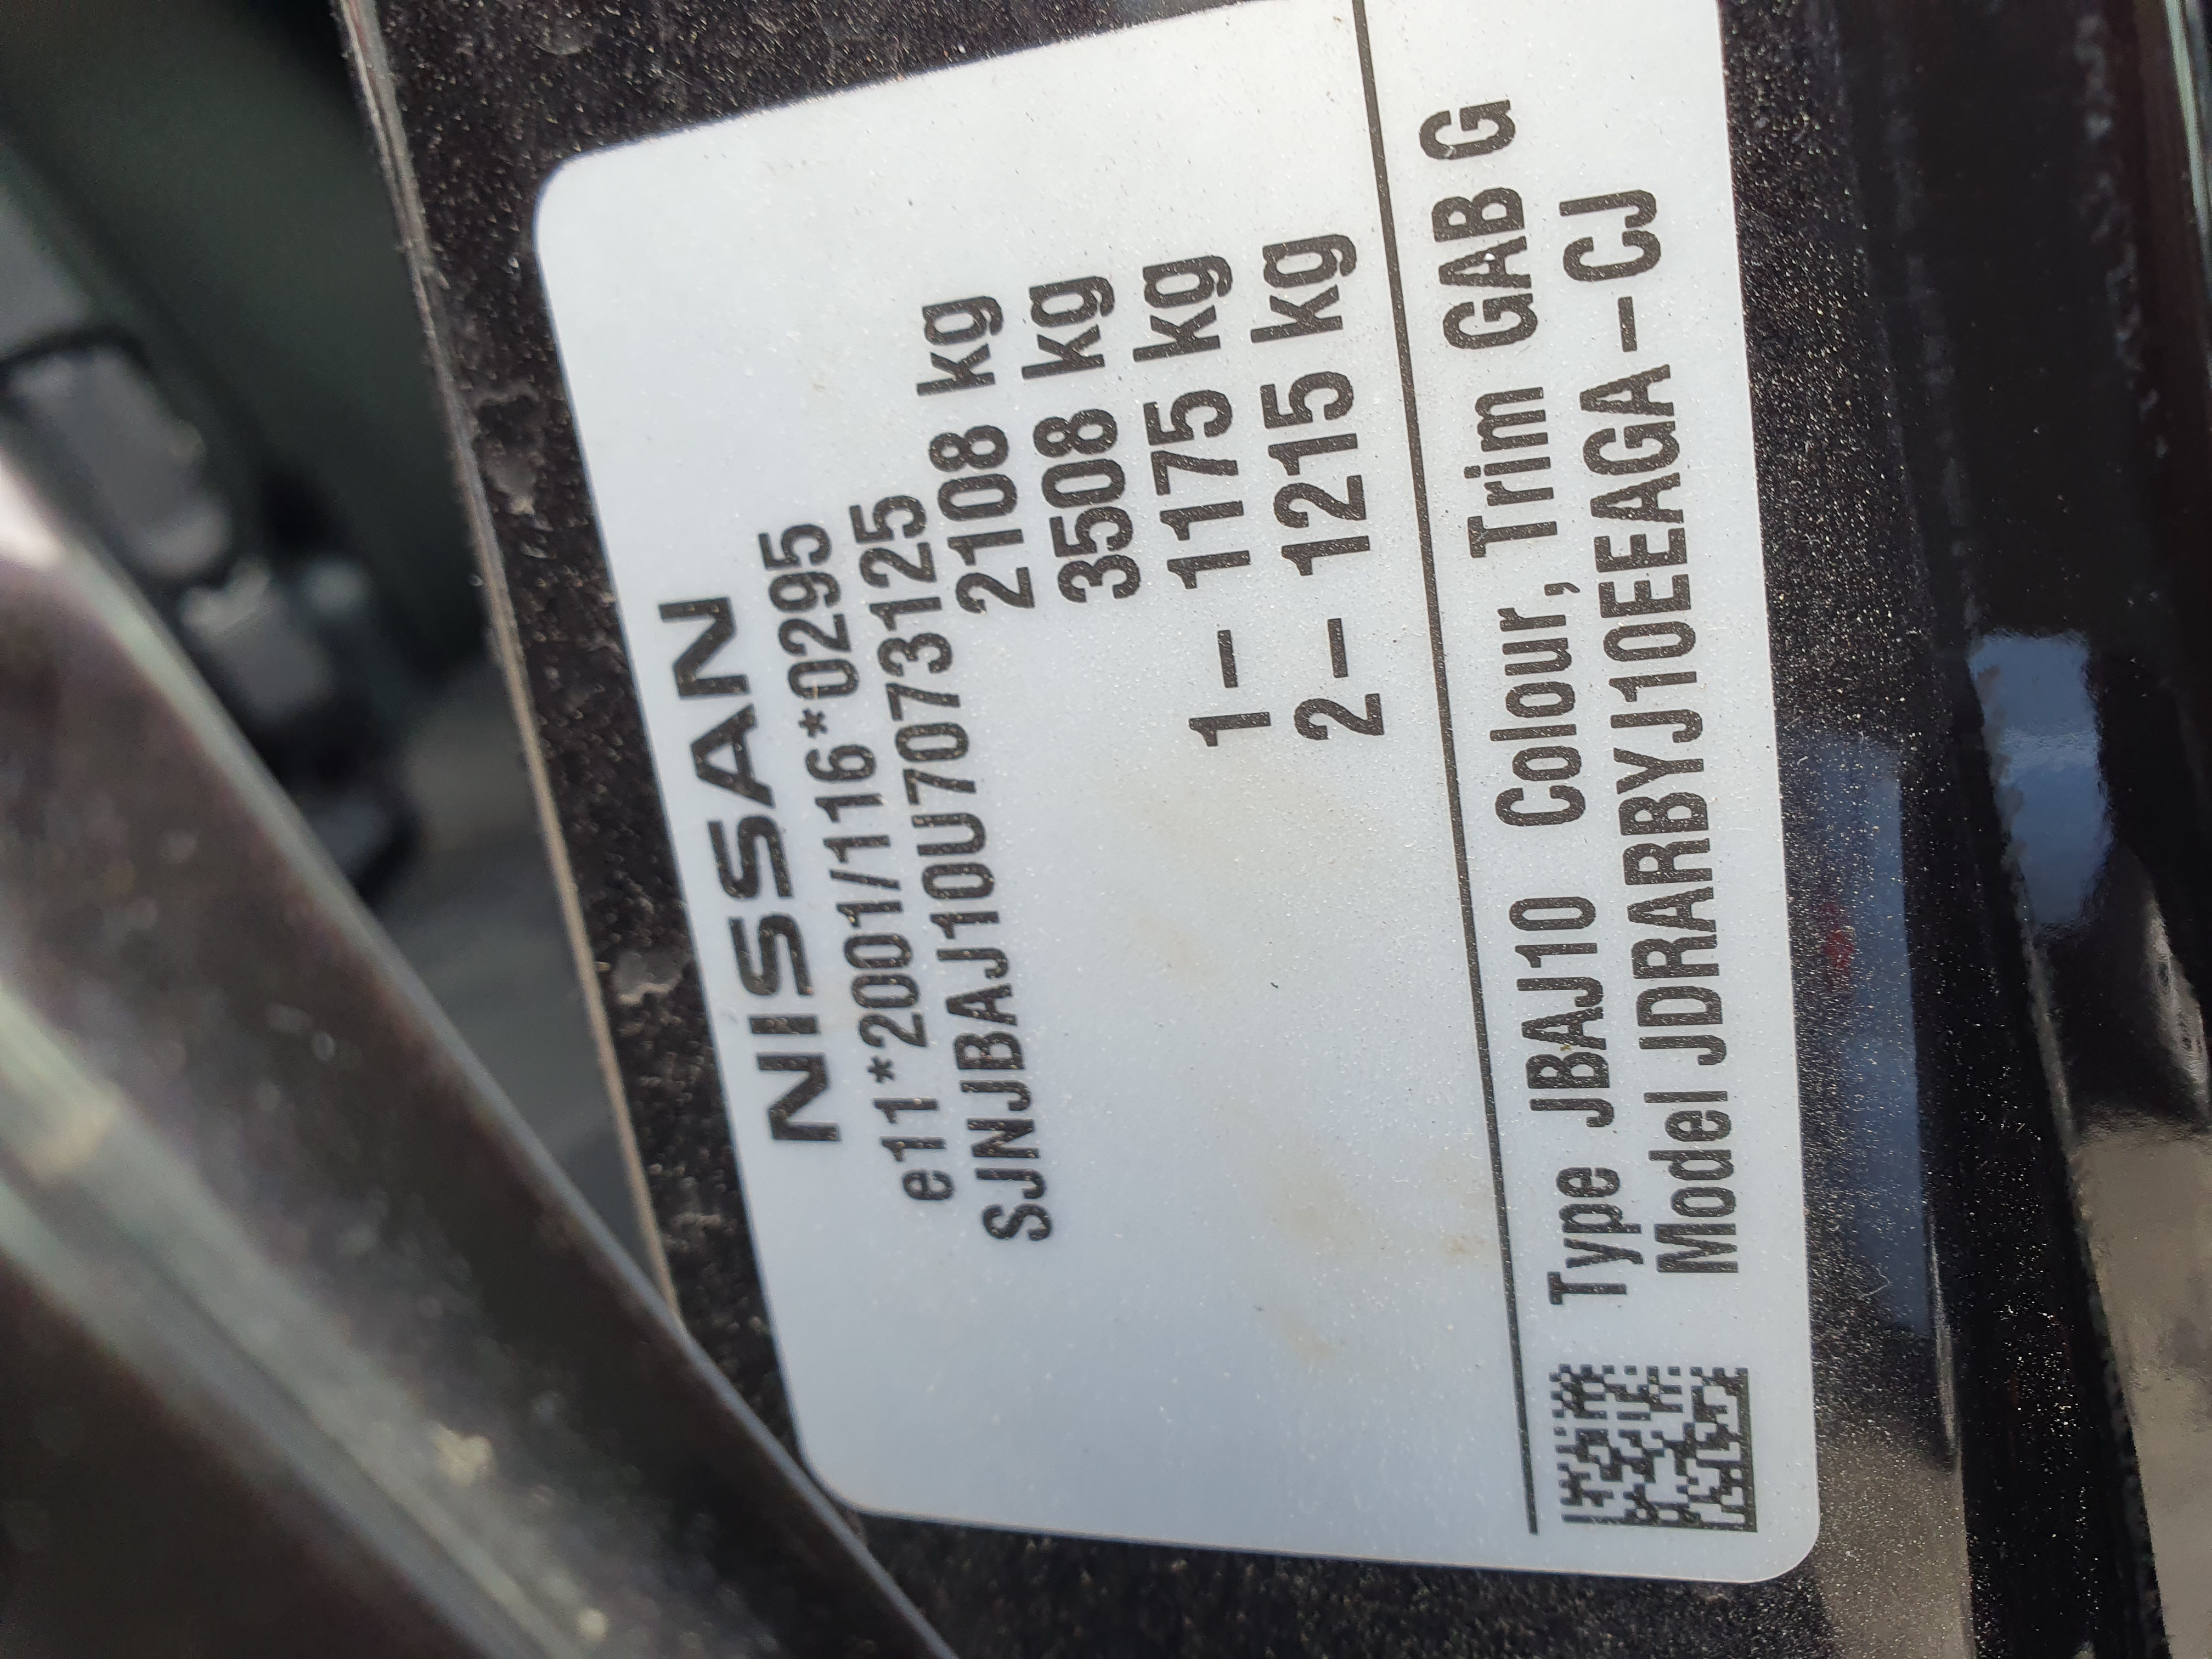 NISSAN
e11*2001/116*0295
SJNJBAJ10U7073125
2108 kg
3508 kg
1- 1175 kg
2- 1215 kg
Type JBAJ10 Colour, Trim GAB G
Model JDRARBYJ10EEAGA-CJ